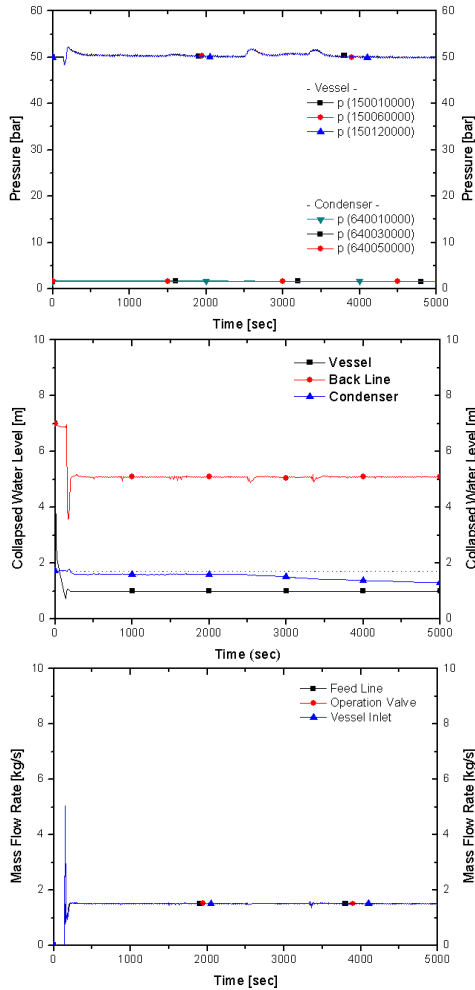 60 60
50 50
40 40
30 30
20 20
10 10
0 0
Pressure [bar]
Pressure [bar]
- Vessel -
p (150010000)
p (150060000)
p (150120000)
- Condenser -
p (640010000)
p (640030000)
p (640050000)
0 1000 2000 3000 4000 5000
Time [sec]
10 10
8 8
6 6
4 4
2 2
0 0
Collapsed Water Level [m]
Collapsed Water Level [m]
Vessel
Back Line
Condenser
0 1000 2000 3000 4000 5000
Time (sec)
10 10
8 8
6 6
4 4
2 2
0 0
Mass Flow Rate [kg/s]
Mass Flow Rate [kg/s]
Feed Line
Operation Valve
Vessel Inlet
0 1000 2000 3000 4000 5000
Time [sec]